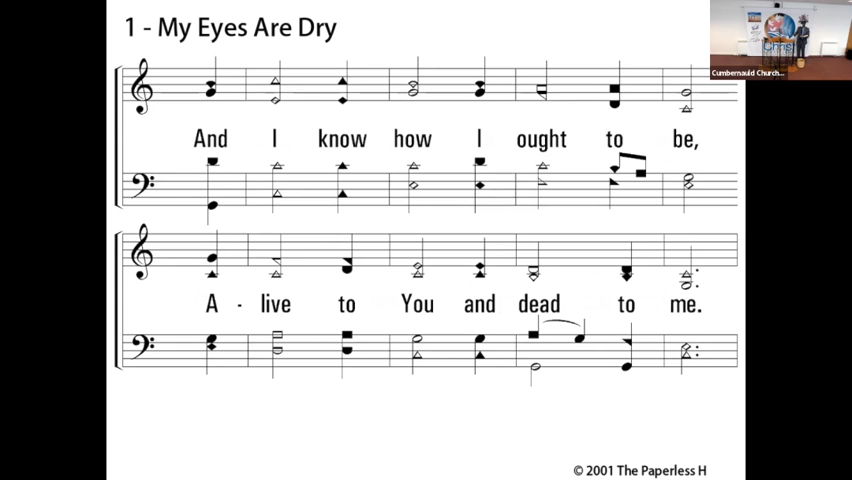 1 - My Eyes Are Dry
Cumbernauld Church...
Christ
And I know how I ought to be,
A - live to You and dead to me.
© 2001 The Paperless H